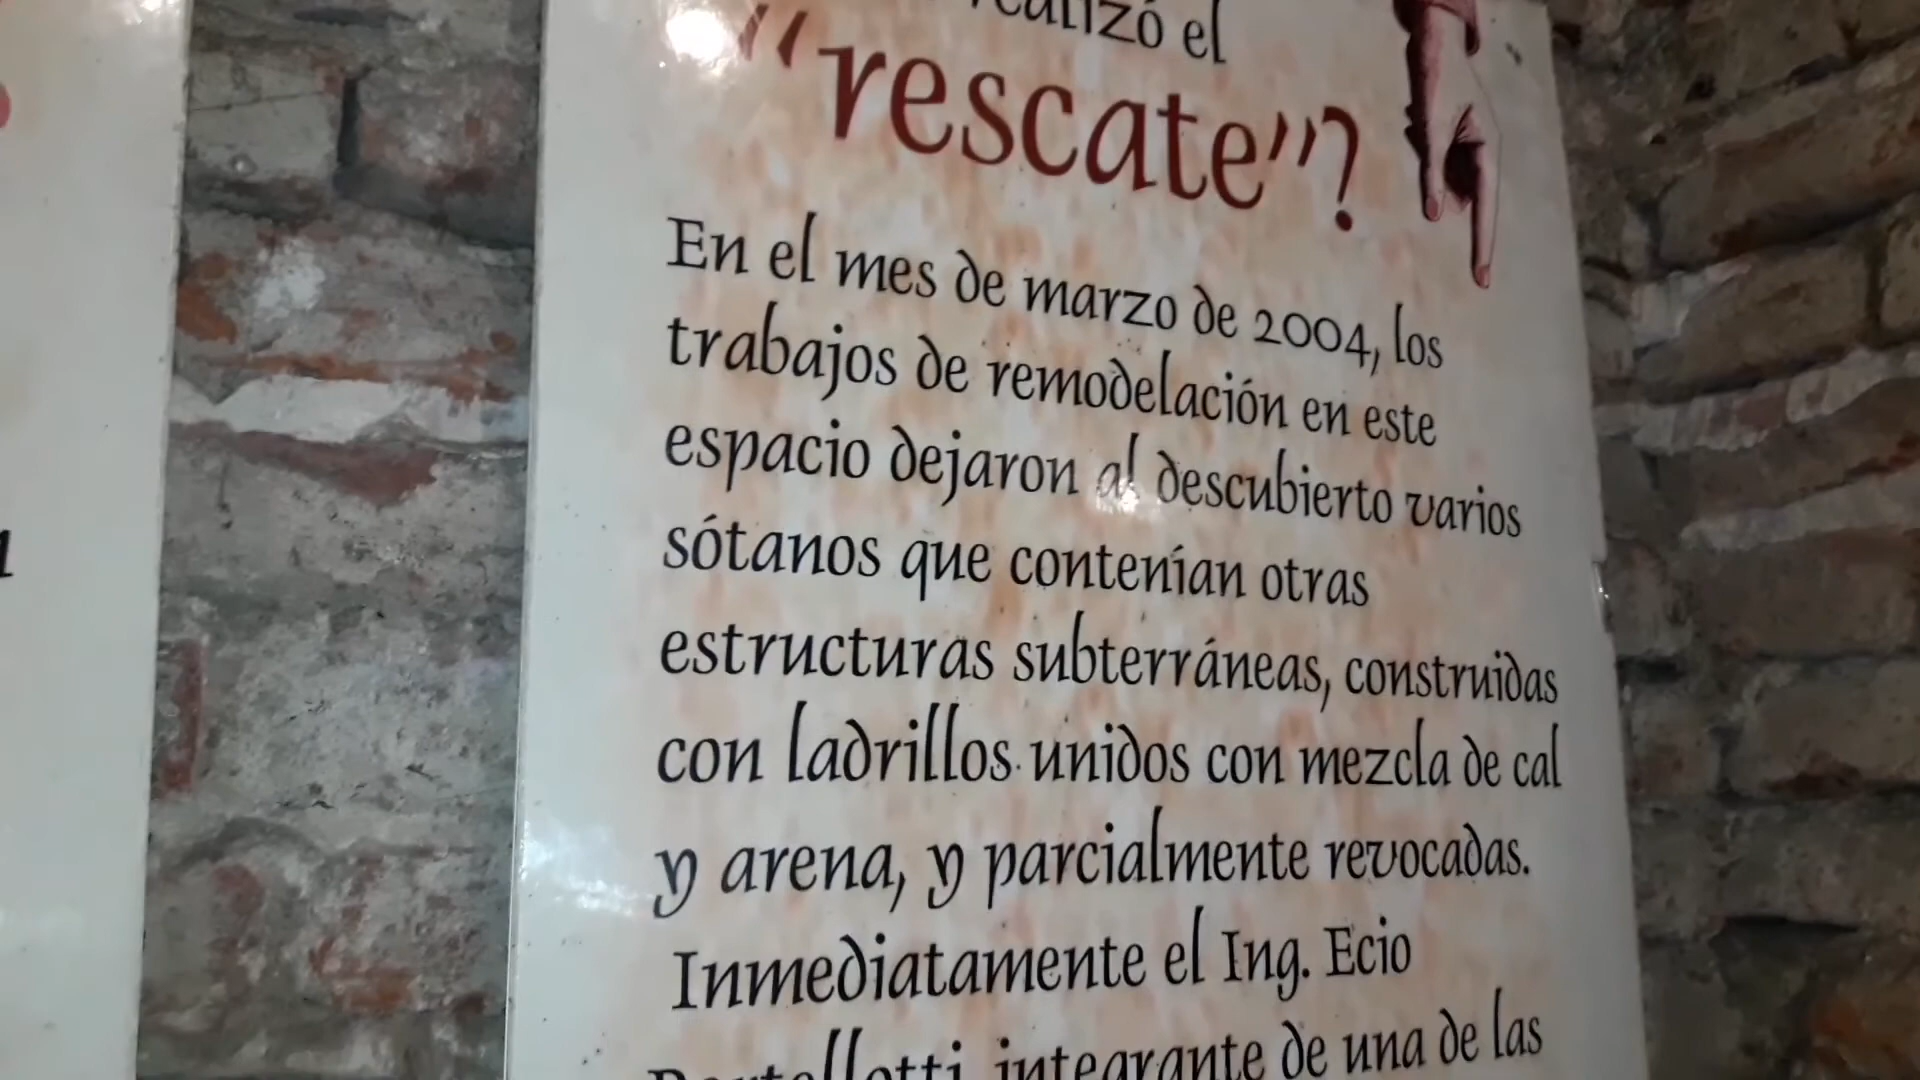 realizó el
"rescate"?
En el mes de marzo de 2004, los
trabajos de remodelación en este
espacio dejaron al descubierto varios
sótanos que contenían otras
estructuras subterráneas, construidas
con ladrillos unidos con mezcla de cal
y arena, y parcialmente revocadas.
Inmediatamente el Ing. Ecio
integrante de una de las